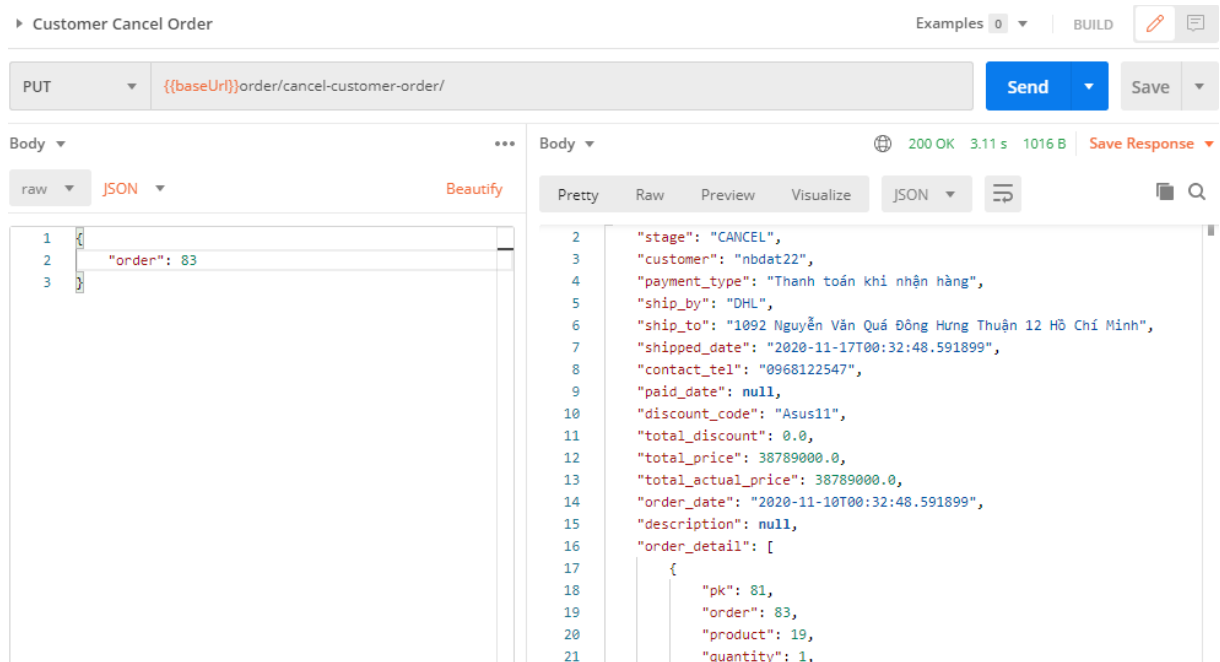 Customer Cancel Order
Examples 0
BUILD
PUT
{{baseUrl}}order/cancel-customer-order/
Send
Save
Body
raw
JSON
Beautify
1 {
2 "order": 83
3 }
Body
200 OK 3.11 s 1016 B
Save Response
Pretty Raw Preview Visualize JSON
2 "stage": "CANCEL",
3 "customer": "nbdat22",
4 "payment_type": "Thanh toán khi nhận hàng",
5 "ship_by": "DHL",
6 "ship_to": "1092 Nguyễn Văn Quá Đông Hưng Thuận 12 Hồ Chí Minh",
7 "shipped_date": "2020-11-17T00:32:48.591899",
8 "contact_tel": "0968122547",
9 "paid_date": null,
10 "discount_code": "Asus11",
11 "total_discount": 0.0,
12 "total_price": 38789000.0,
13 "total_actual_price": 38789000.0,
14 "order_date": "2020-11-10T00:32:48.591899",
15 "description": null,
16 "order_detail": [
17 {
18 "pk": 81,
19 "order": 83,
20 "product": 19,
21 "quantity": 1,